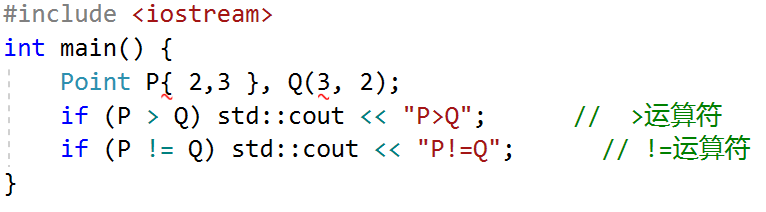 #include <iostream>
int main() {
    Point P{ 2,3 }, Q(3, 2);
    if (P > Q) std::cout << "P>Q";      //  >运算符
    if (P != Q) std::cout << "P!=Q";      // !=运算符
}